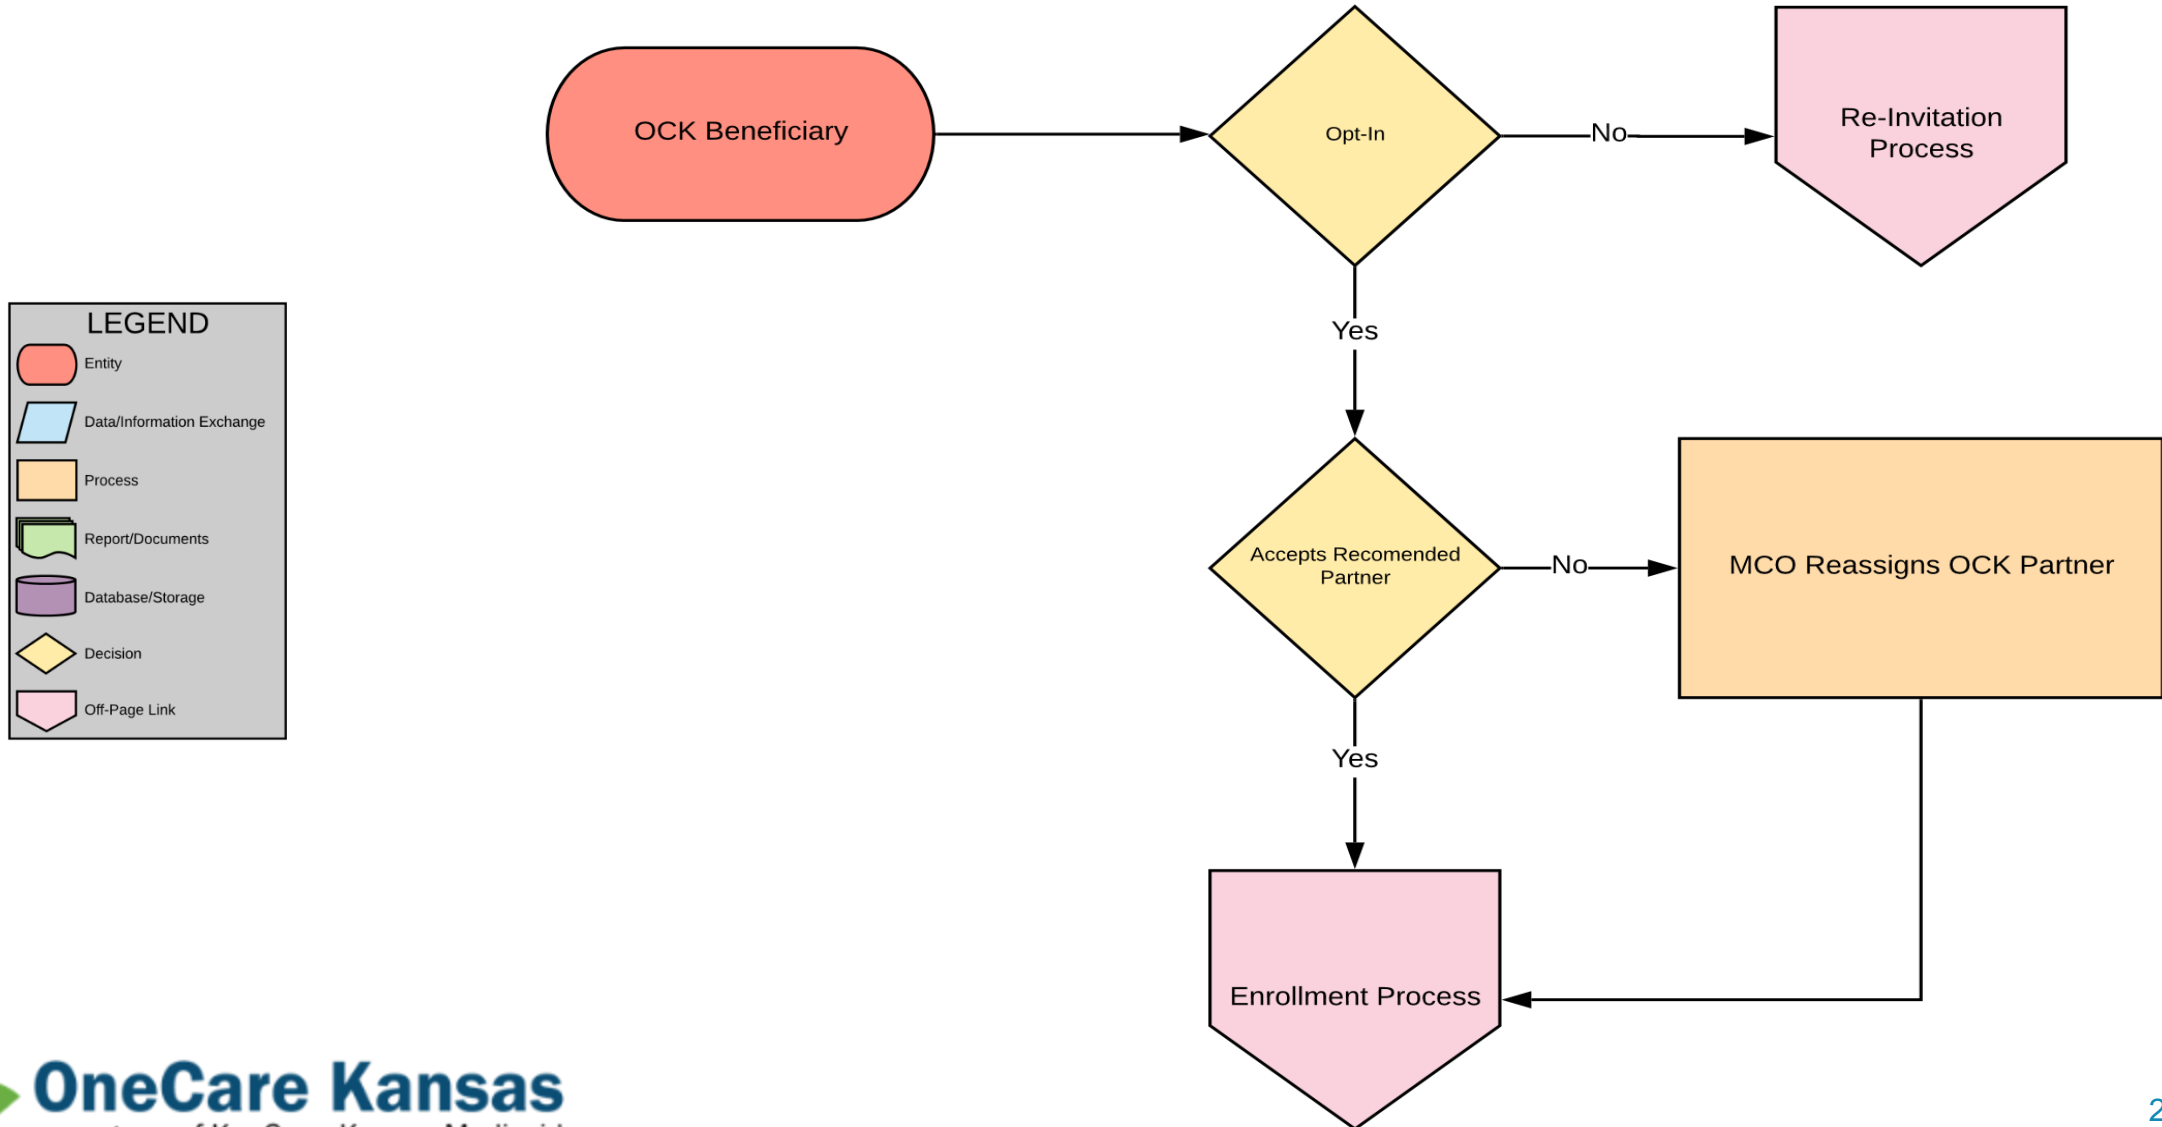 OCK Beneficiary
Opt-In
No
Re-Invitation
Process
Yes
LEGEND
Entity
Data/Information Exchange
Process
Report/Documents
Database/Storage
Decision
Off-Page Link
Accepts Recomended
Partner
No
MCO Reassigns OCK Partner
Yes
Enrollment Process
OneCare Kansas
2